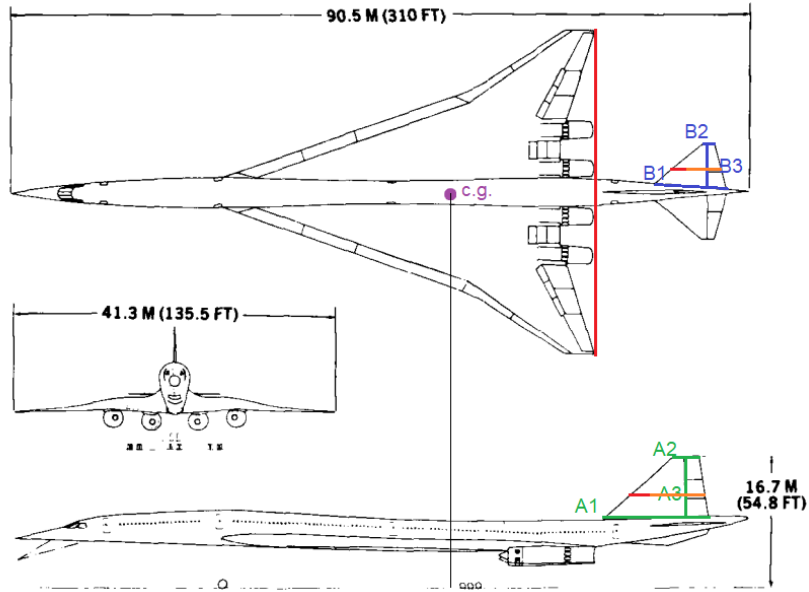 90.5 M (310 FT)
B2
B1
B3
c.g.
41.3 M (135.5 FT)
A2
A1
A3
16.7 M
(54.8 FT)